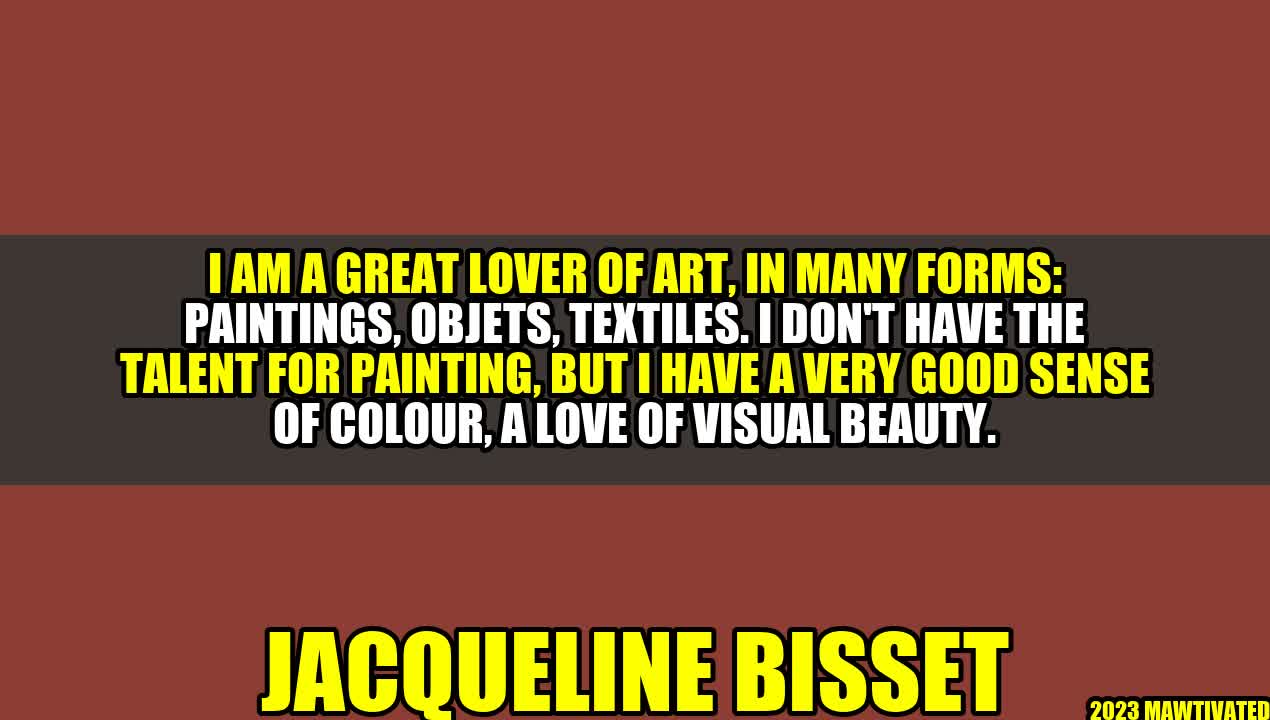 I AM A GREAT LOVER OF ART, IN MANY FORMS:
PAINTINGS, OBJETS, TEXTILES. I DON'T HAVE THE
TALENT FOR PAINTING, BUT I HAVE A VERY GOOD SENSE
OF COLOUR, A LOVE OF VISUAL BEAUTY.
JACQUELINE BISSET
2023 MAWTIVATED